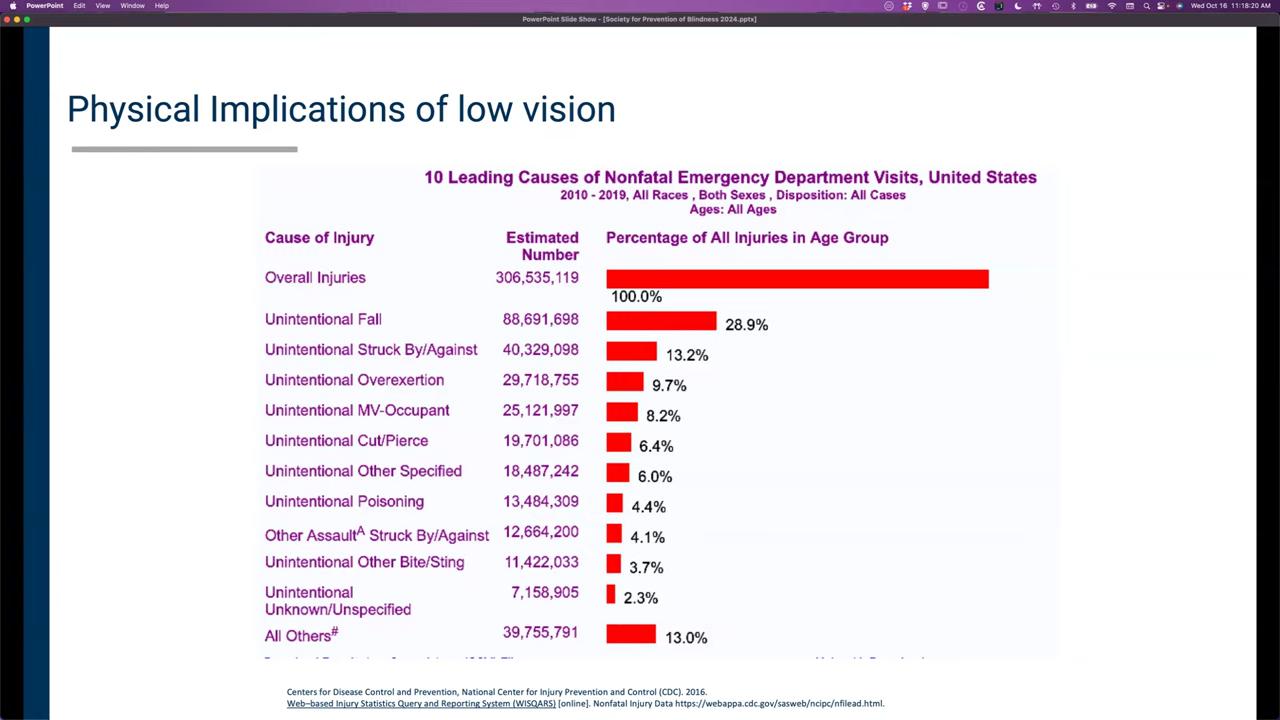 PowerPoint Edit View Window Help
Wed Oct 16 11:18:20 AM
PowerPoint Slide Show - [Society for Prevention of Blindness 2024.pptx]
Physical Implications of low vision
10 Leading Causes of Nonfatal Emergency Department Visits, United States
2010 - 2019, All Races , Both Sexes , Disposition: All Cases
Ages: All Ages
Cause of Injury Estimated Number Percentage of All Injuries in Age Group
Overall Injuries 306,535,119 100.0%
Unintentional Fall 88,691,698 28.9%
Unintentional Struck By/Against 40,329,098 13.2%
Unintentional Overexertion 29,718,755 9.7%
Unintentional MV-Occupant 25,121,997 8.2%
Unintentional Cut/Pierce 19,701,086 6.4%
Unintentional Other Specified 18,487,242 6.0%
Unintentional Poisoning 13,484,309 4.4%
Other Assault^A Struck By/Against 12,664,200 4.1%
Unintentional Other Bite/Sting 11,422,033 3.7%
Unintentional Unknown/Unspecified 7,158,905 2.3%
All Others# 39,755,791 13.0%
Centers for Disease Control and Prevention, National Center for Injury Prevention and Control (CDC). 2016.
Web–based Injury Statistics Query and Reporting System (WISQARS) [online]. Nonfatal Injury Data https://webappa.cdc.gov/sasweb/ncipc/nfilead.html.